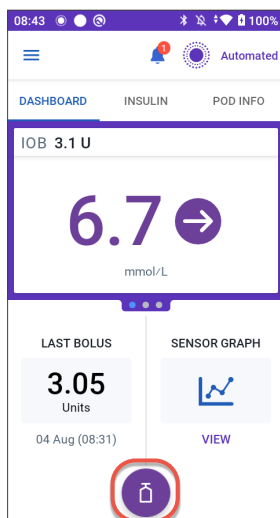 08:43 100%
1
Automated
DASHBOARD INSULIN POD INFO
IOB 3.1 U
6.7
mmol/L
LAST BOLUS SENSOR GRAPH
3.05
Units
04 Aug (08:31) VIEW